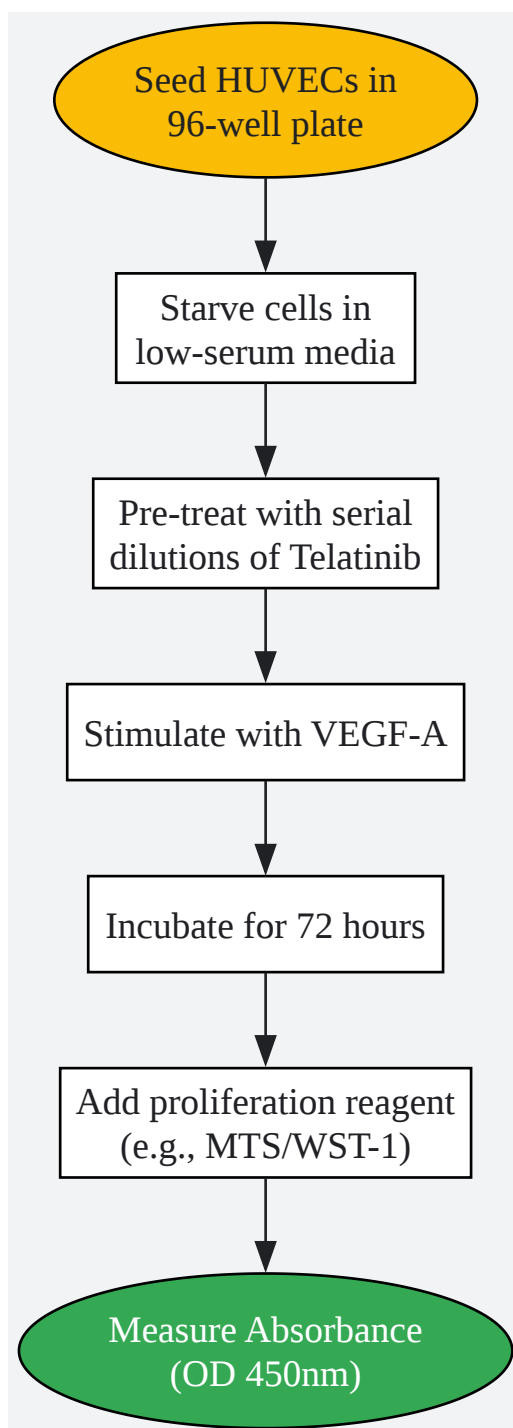 Seed HUVECs in
96-well plate
Starve cells in
low-serum media
Pre-treat with serial
dilutions of Telatinib
Stimulate with VEGF-A
Incubate for 72 hours
Add proliferation reagent
(e.g., MTS/WST-1)
Measure Absorbance
(OD 450nm)